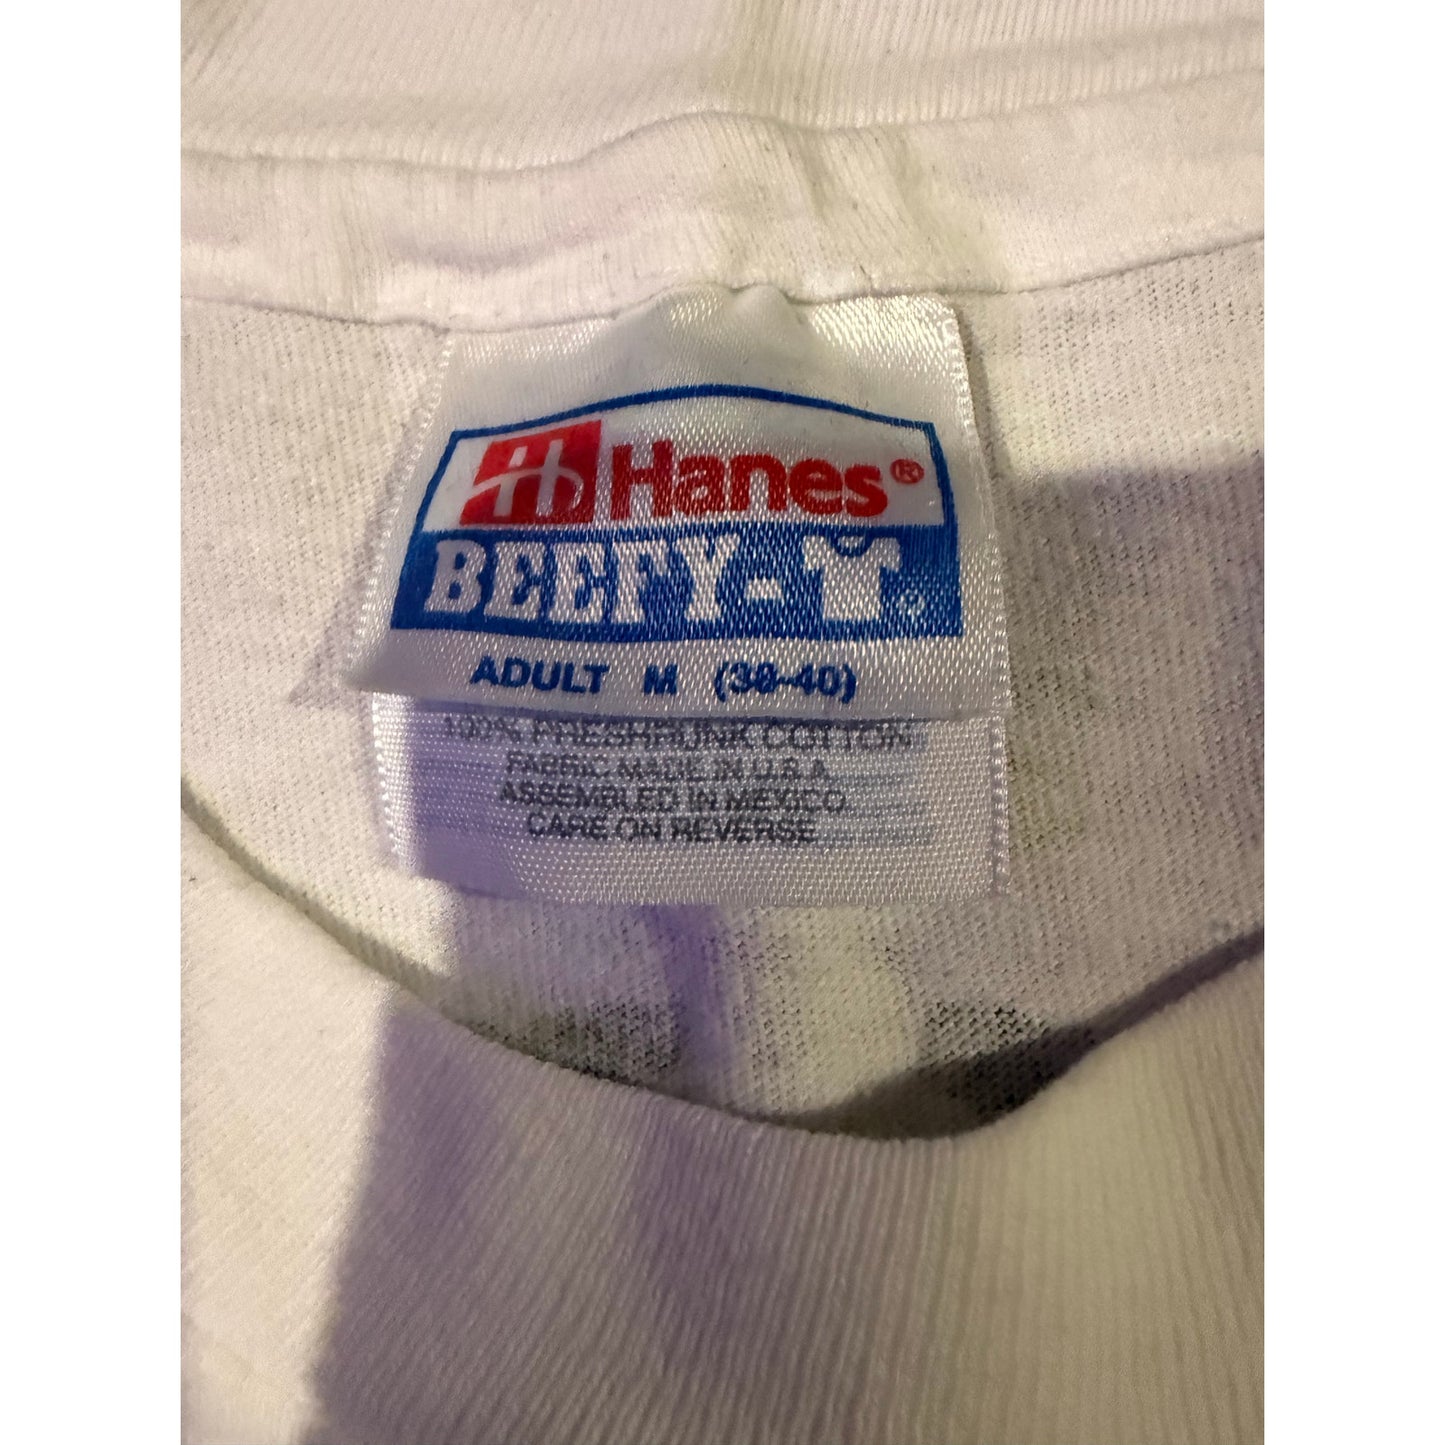 Hanes®
BEEFY-T®
ADULT M (38-40)
100% PRESHRUNK COTTON
FABRIC MADE IN U.S.A.
ASSEMBLED IN MEXICO
CARE ON REVERSE